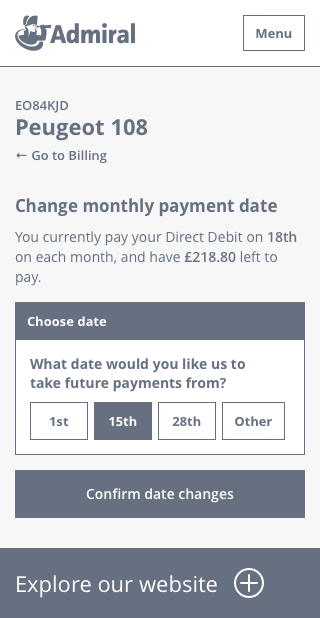 Admiral
Menu
EO84KJD
Peugeot 108
← Go to Billing
Change monthly payment date
You currently pay your Direct Debit on 18th
on each month, and have £218.80 left to
pay.
Choose date
What date would you like us to
take future payments from?
1st 15th 28th Other
Confirm date changes
Explore our website